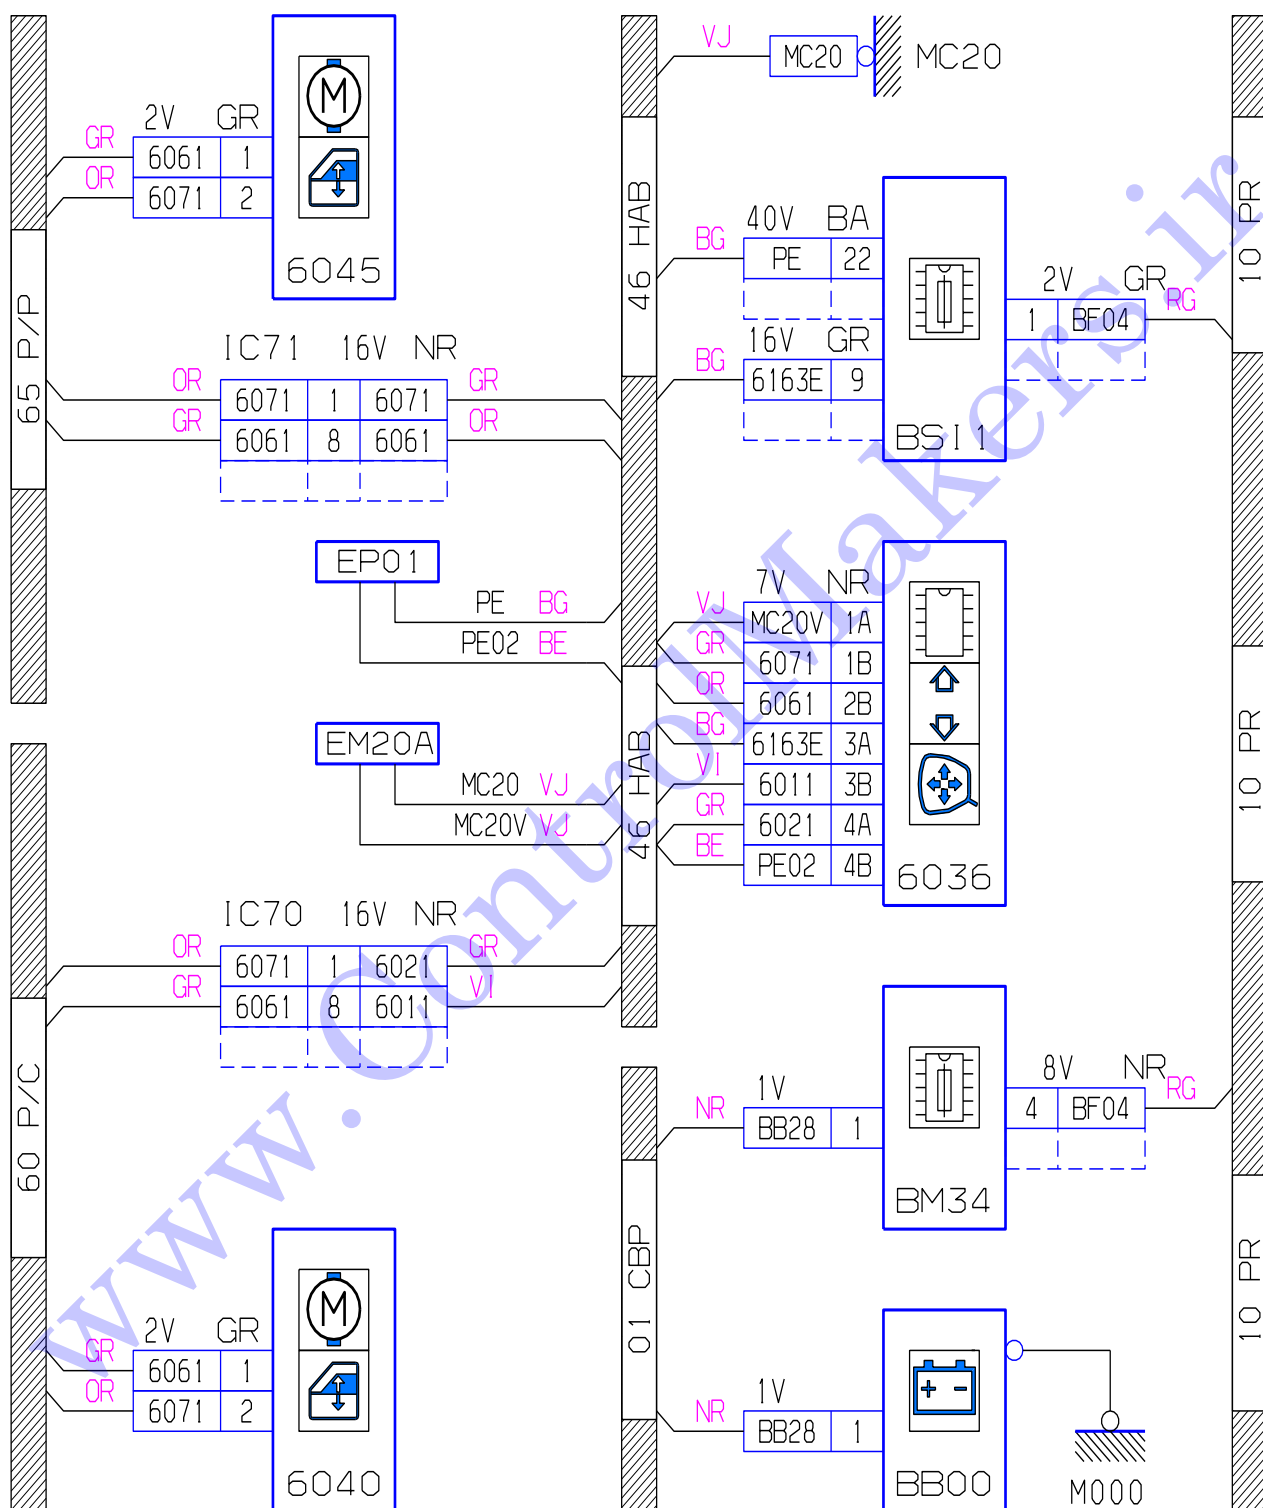 2V GR
GR 6061 1
OR 6071 2
6045
65 P/P
IC71 16V NR
OR 6071 1 6071 GR
GR 6061 8 6061 OR
EP01
PE BG
PE02 BE
EM20A
MC20 VJ
MC20V VJ
IC70 16V NR
OR 6071 1 6021 GR
GR 6061 8 6011 VI
60 P/C
2V GR
GR 6061 1
OR 6071 2
6040
VJ MC20 MC20
46 HAB
40V BA
BG PE 22
16V GR
BG 6163E 9
BSI1
2V GR
1 BF04 RG
10 PR
7V NR
VJ MC20V 1A
GR 6071 1B
OR 6061 2B
BG 6163E 3A
VI 6011 3B
GR 6021 4A
BE PE02 4B
6036
46 HAB
10 PR
1V
NR BB28 1
BM34
8V NR
4 BF04 RG
01 CBP
10 PR
1V
NR BB28 1
+ -
BB00
M000
M
M
www.ControlMakers.ir